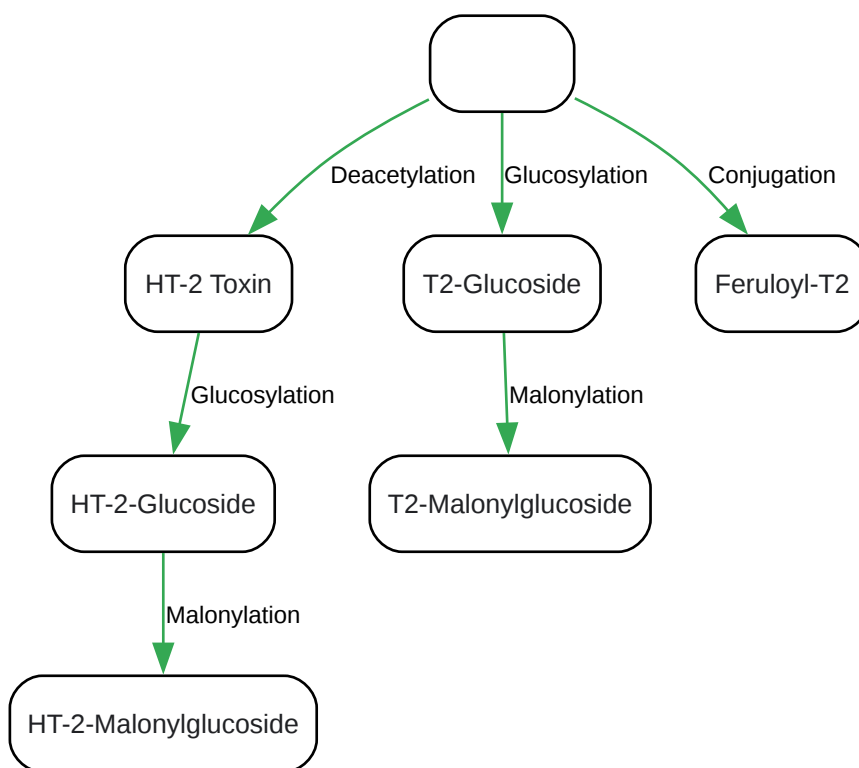 Deacetylation
Glucosylation
Conjugation
HT-2 Toxin
T2-Glucoside
Feruloyl-T2
Glucosylation
Malonylation
HT-2-Glucoside
T2-Malonylglucoside
Malonylation
HT-2-Malonylglucoside